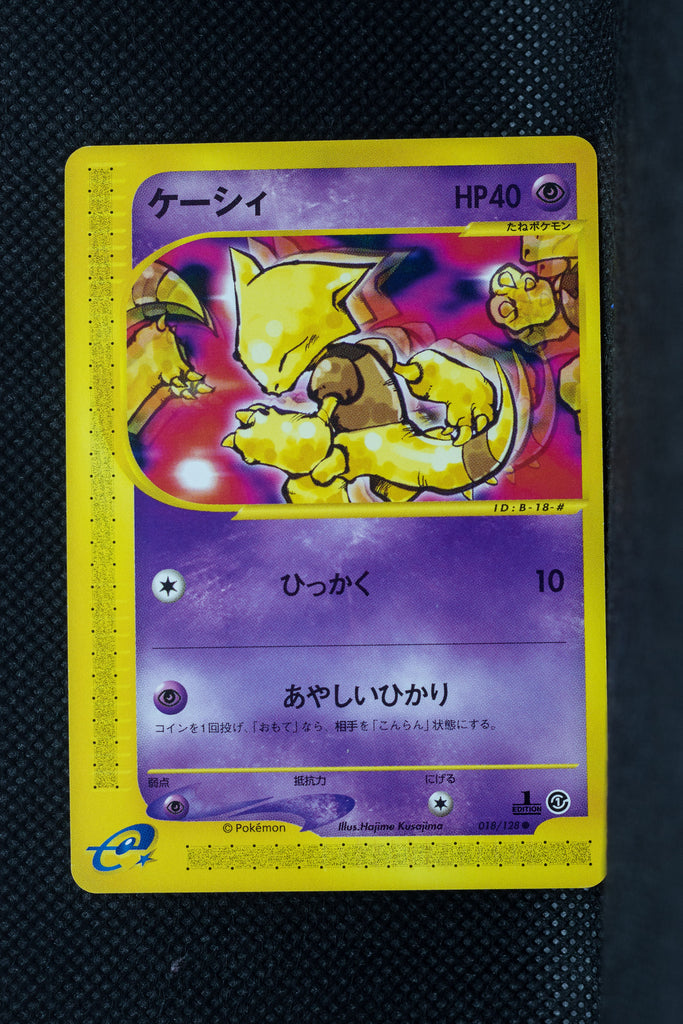 ケーシィ
HP40
たねポケモン
ID:B-18-#
ひっかく 10
あやしいひかり
コインを1回投げ、「おもて」なら、相手を「こんらん」状態にする。
弱点 抵抗力 にげる
1
EDITION
© Pokémon Illus.Hajime Kusajima 018/128 ●
e